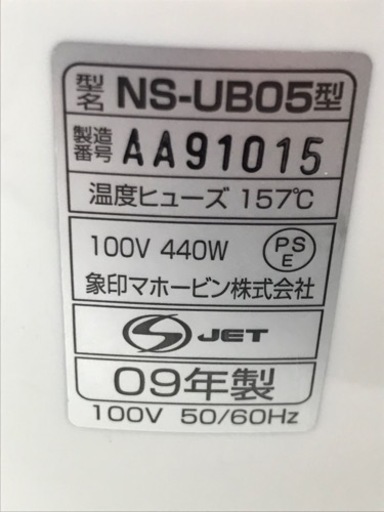 型名 NS-UB05型
製造番号 AA91015
温度ヒューズ 157℃
100V 440W PSE
象印マホービン株式会社
S JET
09年製
100V 50/60Hz